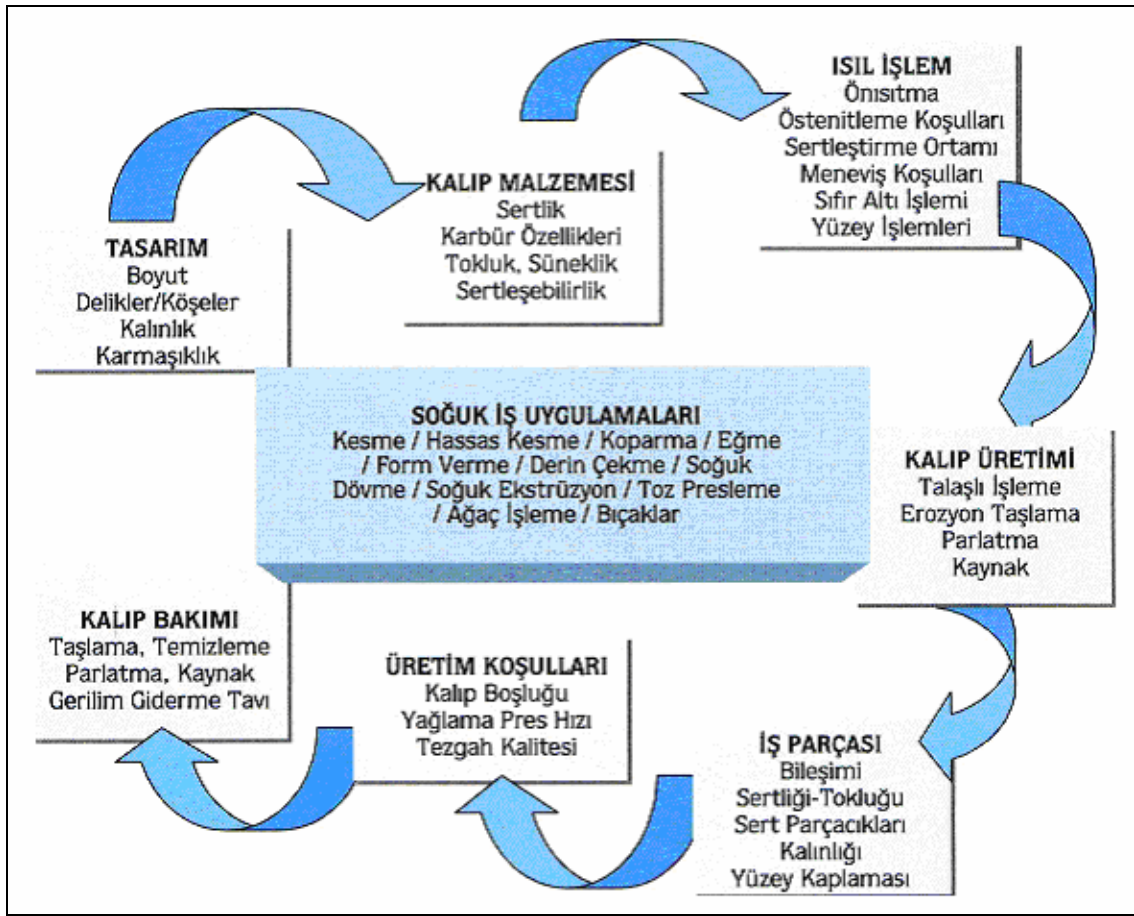 TASARIM
Boyut
Delikler/Köşeler
Kalınlık
Karmaşıklık
KALIP MALZEMESİ
Sertlik
Karbür Özellikleri
Tokluk, Süneklik
Sertleşebilirlik
ISIL İŞLEM
Önısıtma
Östenitleme Koşulları
Sertleştirme Ortamı
Meneviş Koşulları
Sıfır Altı İşlemi
Yüzey İşlemleri
SOĞUK İŞ UYGULAMALARI
Kesme / Hassas Kesme / Koparma / Eğme
/ Form Verme / Derin Çekme / Soğuk
Dövme / Soğuk Ekstrüzyon / Toz Presleme
/ Ağaç İşleme / Bıçaklar
KALIP ÜRETİMİ
Talaşlı İşleme
Erozyon Taşlama
Parlatma
Kaynak
İŞ PARÇASI
Bileşimi
Sertliği-Tokluğu
Sert Parçacıkları
Kalınlığı
Yüzey Kaplaması
ÜRETİM KOŞULLARI
Kalıp Boşluğu
Yağlama Pres Hızı
Tezgah Kalitesi
KALIP BAKIMI
Taşlama, Temizleme
Parlatma, Kaynak
Gerilim Giderme Tavı